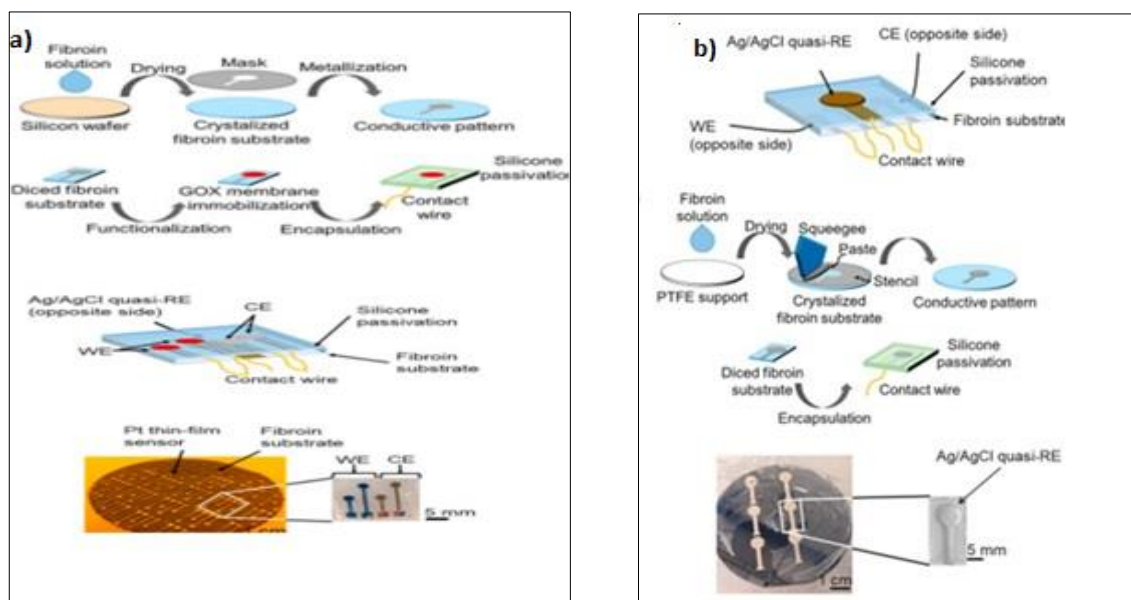 a)
Fibroin
solution
Drying
Mask
Metallization
Silicon wafer
Crystalized
fibroin substrate
Conductive pattern
Diced fibroin
substrate
GOX membrane
immobilization
Silicone
passivation
Contact
wire
Functionalization
Encapsulation
Ag/AgCl quasi-RE
(opposite side)
CE
Silicone
passivation
WE
Fibroin
substrate
Contact wire
Pt thin-film
sensor
Fibroin
substrate
WE
CE
5 mm
1 cm
b)
Ag/AgCl quasi-RE
CE (opposite side)
Silicone
passivation
Fibroin substrate
WE
(opposite side)
Contact wire
Fibroin
solution
Drying
Squeegee
Paste
Stencil
PTFE support
Crystalized
fibroin substrate
Conductive pattern
Diced fibroin
substrate
Silicone
passivation
Contact wire
Encapsulation
Ag/AgCl quasi-RE
5 mm
1 cm